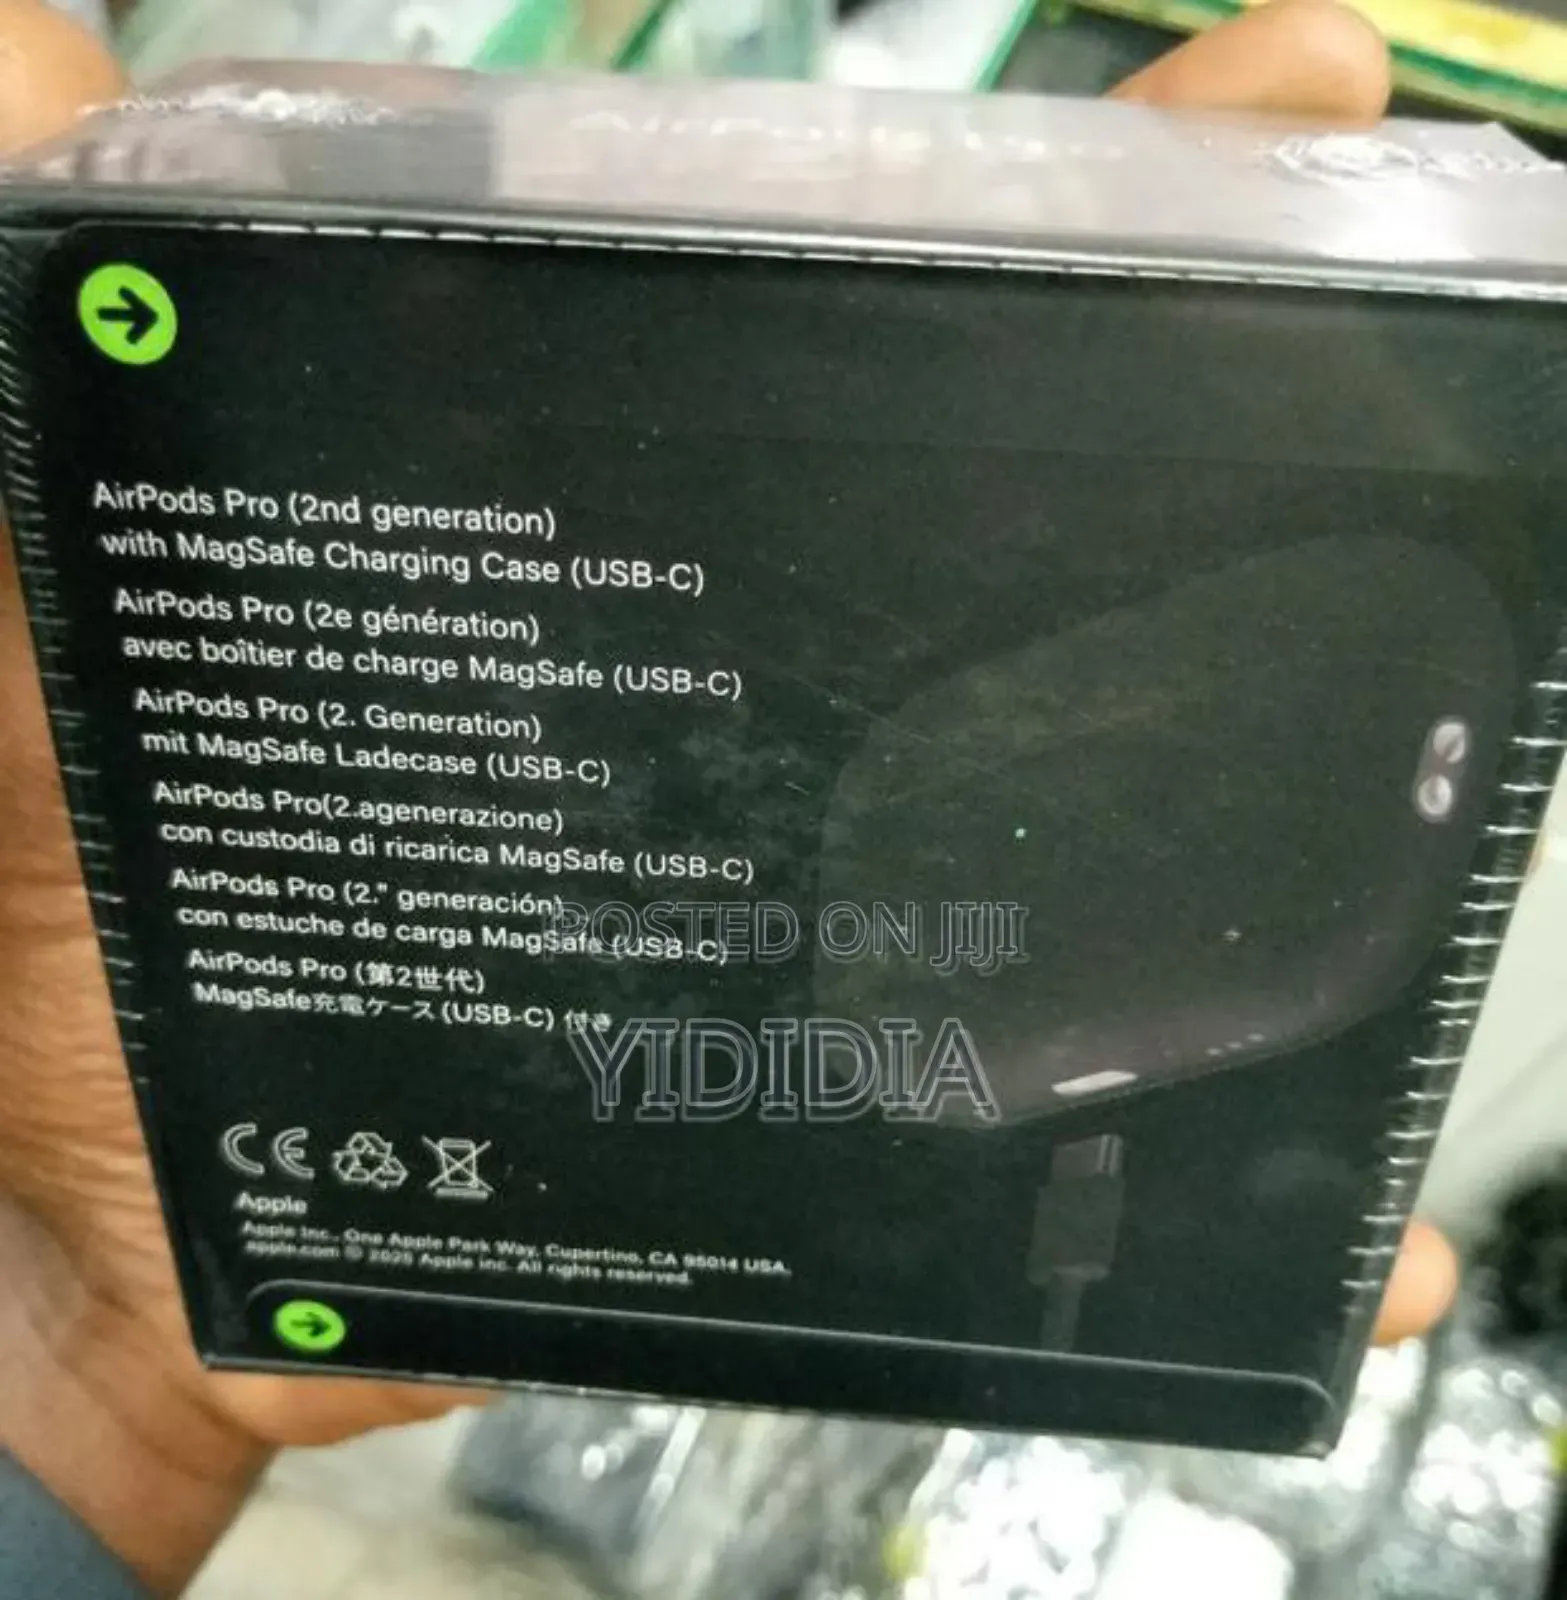 AirPods Pro
AirPods Pro (2nd generation)
with MagSafe Charging Case (USB-C)
AirPods Pro (2e génération)
avec boîtier de charge MagSafe (USB-C)
AirPods Pro (2. Generation)
mit MagSafe Ladecase (USB-C)
AirPods Pro(2.agenerazione)
con custodia di ricarica MagSafe (USB-C)
AirPods Pro (2." generación)
con estuche de carga MagSafe (USB-C)
AirPods Pro (第2世代)
MagSafe充電ケース(USB-C) 付き
POSTED ON JIJI
YIDIDIA
CE
Apple
Apple Inc., One Apple Park Way, Cupertino, CA 95014 USA.
apple.com © 2025 Apple inc. All rights reserved.